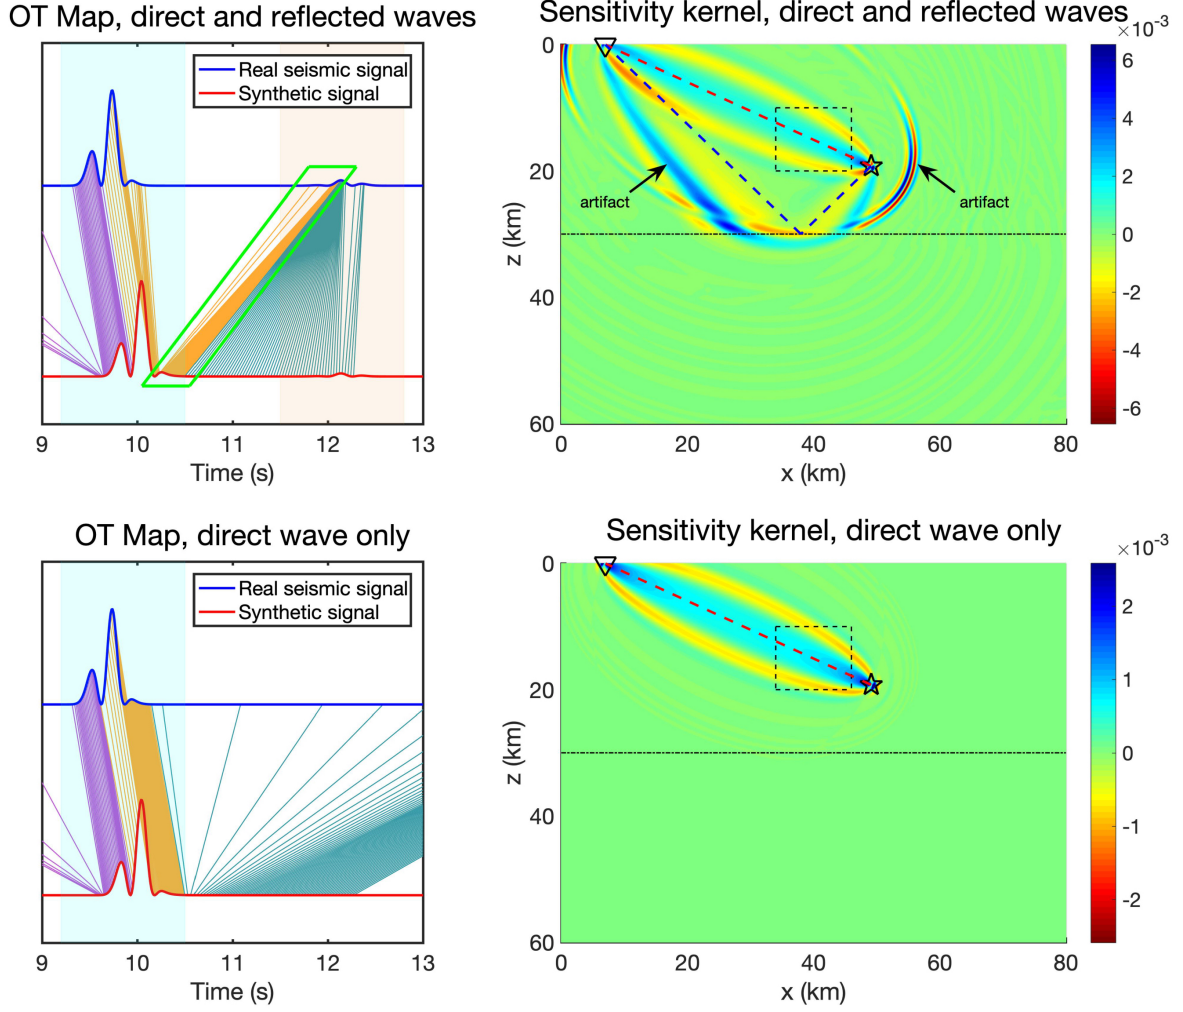 OT Map, direct and reflected waves
Real seismic signal
Synthetic signal
9 10 11 12 13
Time (s)
Sensitivity kernel, direct and reflected waves
×10⁻³
0
20
40
60
z (km)
artifact
artifact
0 20 40 60 80
x (km)
6
4
2
0
-2
-4
-6
OT Map, direct wave only
Real seismic signal
Synthetic signal
9 10 11 12 13
Time (s)
Sensitivity kernel, direct wave only
×10⁻³
0
20
40
60
z (km)
0 20 40 60 80
x (km)
2
1
0
-1
-2